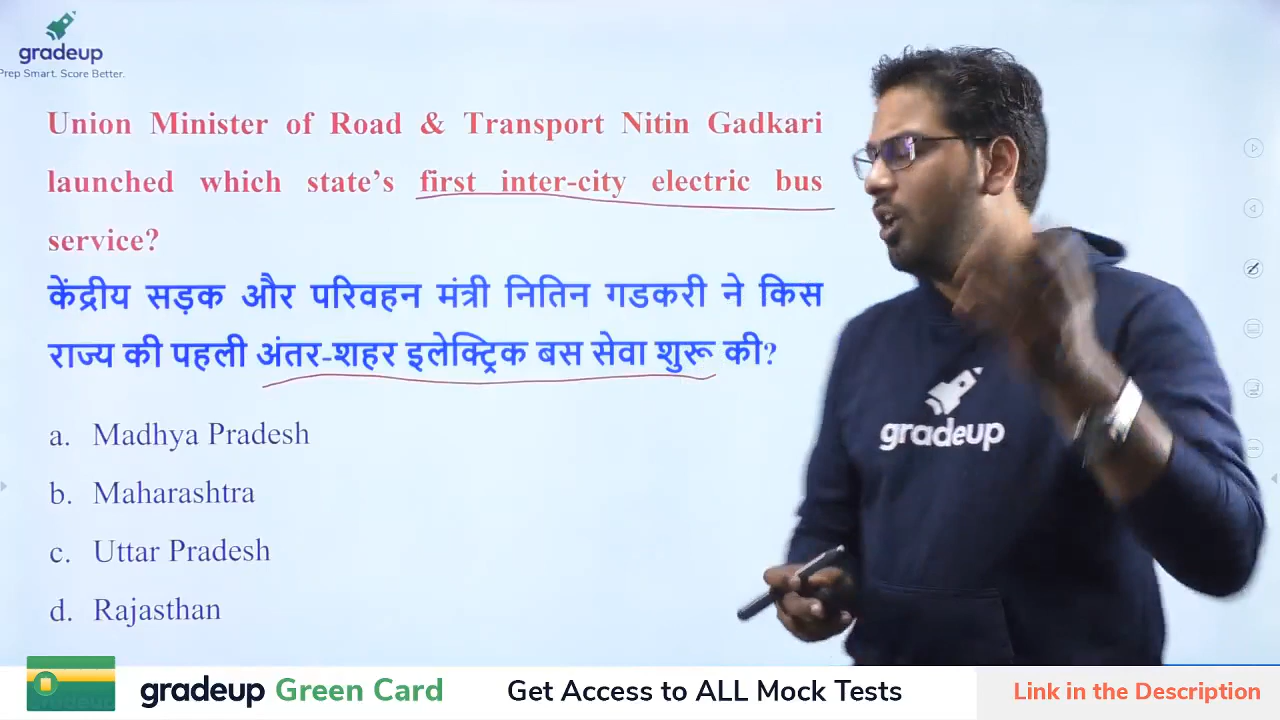 gradeup
Prep Smart. Score Better.
Union Minister of Road & Transport Nitin Gadkari
launched which state's first inter-city electric bus
service?
केंद्रीय सड़क और परिवहन मंत्री नितिन गडकरी ने किस
राज्य की पहली अंतर-शहर इलेक्ट्रिक बस सेवा शुरू की?
a. Madhya Pradesh
b. Maharashtra
c. Uttar Pradesh
d. Rajasthan
gradeup
gradeup Green Card
Get Access to ALL Mock Tests
Link in the Description